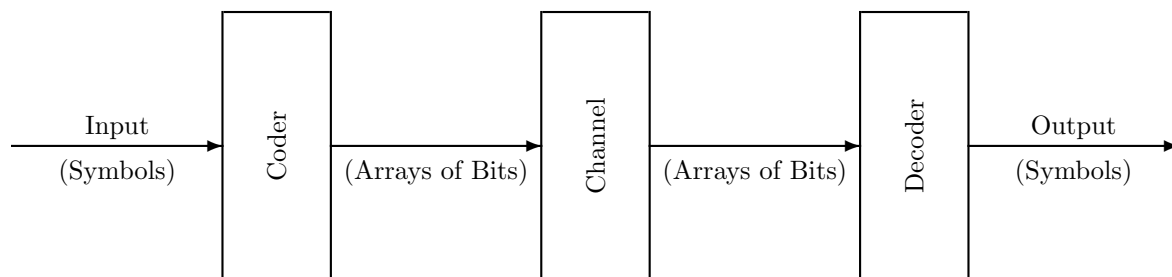 Input
(Symbols)
Coder
(Arrays of Bits)
Channel
(Arrays of Bits)
Decoder
Output
(Symbols)